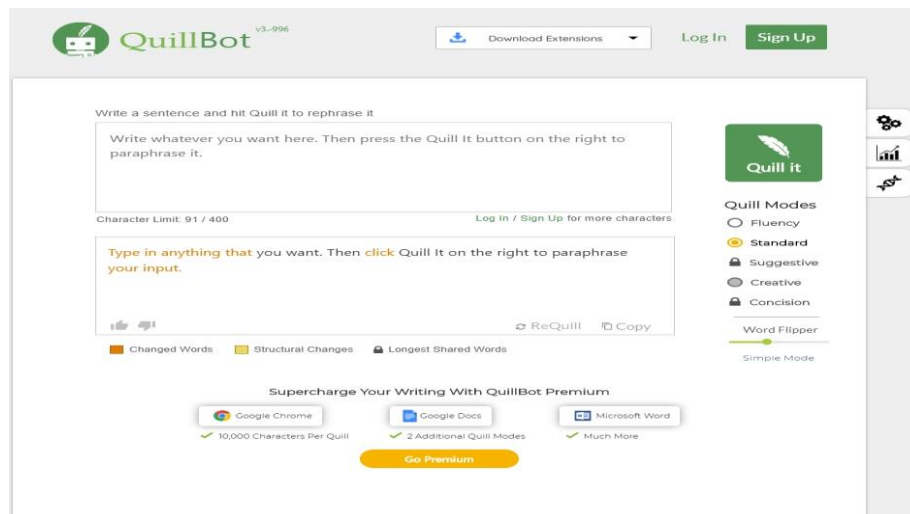 QuillBot v3.-996
Download Extensions
Log In
Sign Up
Write a sentence and hit Quill it to rephrase it
Write whatever you want here. Then press the Quill It button on the right to
paraphrase it.
Character Limit: 91 / 400
Log In / Sign Up for more characters
Type in anything that you want. Then click Quill It on the right to paraphrase
your input.
ReQuill
Copy
Changed Words
Structural Changes
Longest Shared Words
Quill it
Quill Modes
Fluency
Standard
Suggestive
Creative
Concision
Word Flipper
Simple Mode
Supercharge Your Writing With QuillBot Premium
Google Chrome
Google Docs
Microsoft Word
10,000 Characters Per Quill
2 Additional Quill Modes
Much More
Go Premium